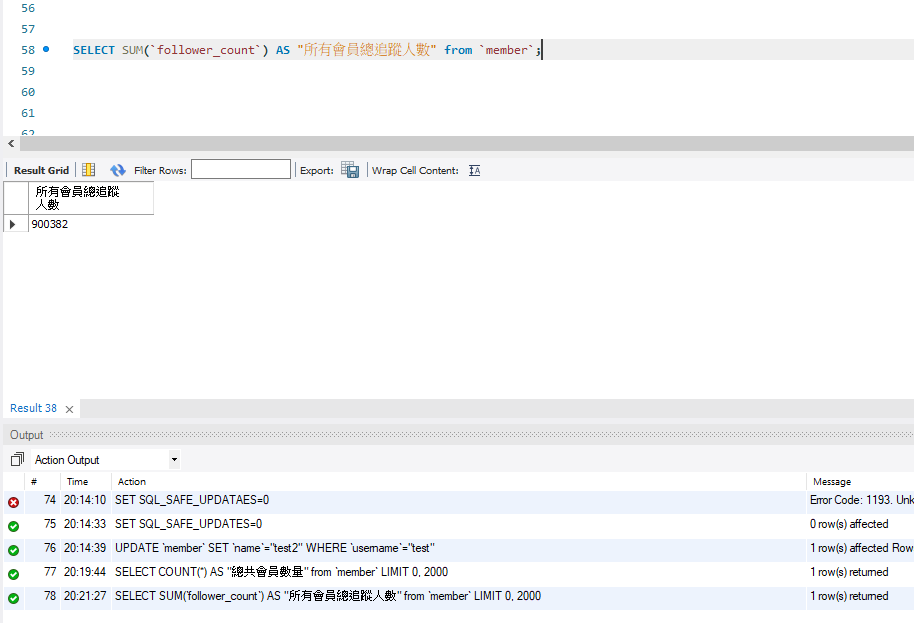 56
57
58 SELECT SUM(`follower_count`) AS "所有會員總追蹤人數" from `member`;
59
60
61
62
Result Grid Filter Rows: Export: Wrap Cell Content:
所有會員總追蹤
人數
900382
Result 38
Output
Action Output
# Time Action Message
74 20:14:10 SET SQL_SAFE_UPDATAES=0 Error Code: 1193. Unk
75 20:14:33 SET SQL_SAFE_UPDATES=0 0 row(s) affected
76 20:14:39 UPDATE `member` SET `name`="test2" WHERE `username`="test" 1 row(s) affected Row
77 20:19:44 SELECT COUNT(*) AS "總共會員數量" from `member` LIMIT 0, 2000 1 row(s) returned
78 20:21:27 SELECT SUM(`follower_count`) AS "所有會員總追蹤人數" from `member` LIMIT 0, 2000 1 row(s) returned